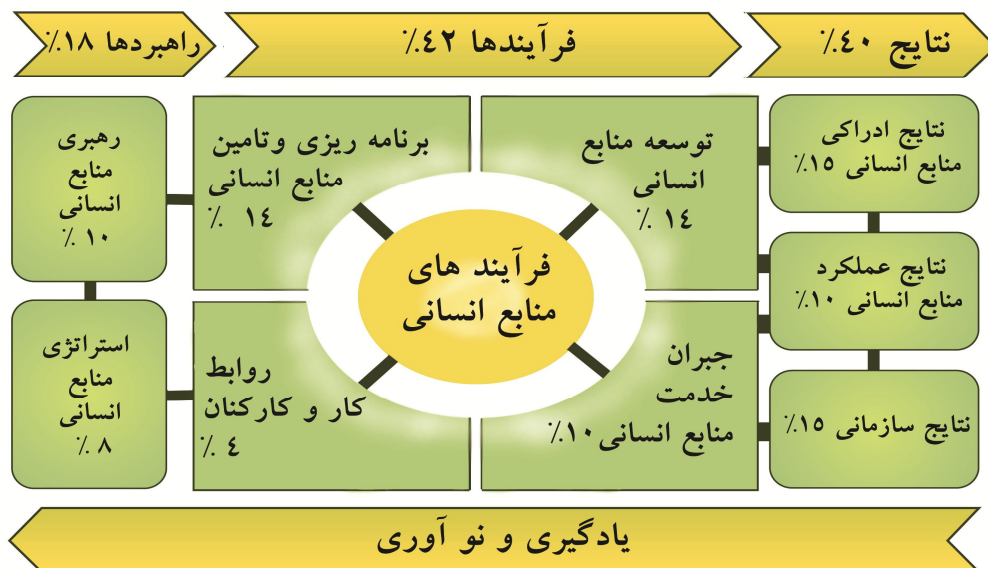 راهبردها ۱۸٪
فرآیندها ۴۲٪
نتایج ۴۰٪
رهبری
منابع
انسانی
۱۰ ٪
استراتژی
منابع
انسانی
۸ ٪
برنامه ریزی وتامین
منابع انسانی
۱۴ ٪
روابط
کار و کارکنان
۴ ٪
فرآیند های
منابع انسانی
توسعه منابع
انسانی
۱۴ ٪
جبران
خدمت
منابع انسانی۱۰٪
نتایج ادراکی
منابع انسانی ۱۵٪
نتایج عملکرد
منابع انسانی ۱۰٪
نتایج سازمانی ۱۵٪
یادگیری و نو آوری